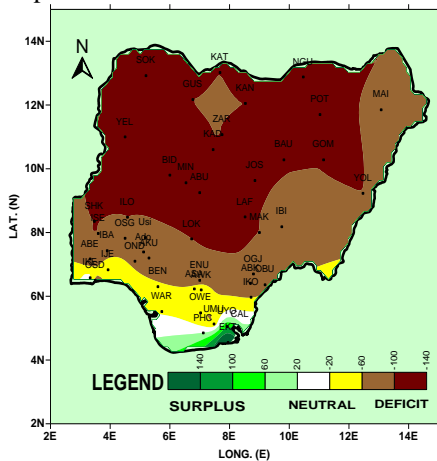 14N
12N
10N
8N
6N
4N
2N
LAT. (N)
N
SOK
KAT
NGU
GUS
KAN
MAI
POT
ZAR
YEL
KAD
BAU
GOM
BID
MIN
JOS
ABU
YOL
SHK
ILO
LAF
IBI
ISE
OSG
Usi
LOK
MAK
IBA
ABE
OND
AKU
IJE
ENU
OGJ
BEN
AWK
ABK
OBU
OSD
IKO
WAR
OWE
UMU
UYO
PHC
CAL
EKT
LEGEND
140
100
60
20
-20
-60
-100
-140
SURPLUS
NEUTRAL
DEFICIT
2E
4E
6E
8E
10E
12E
14E
LONG. (E)